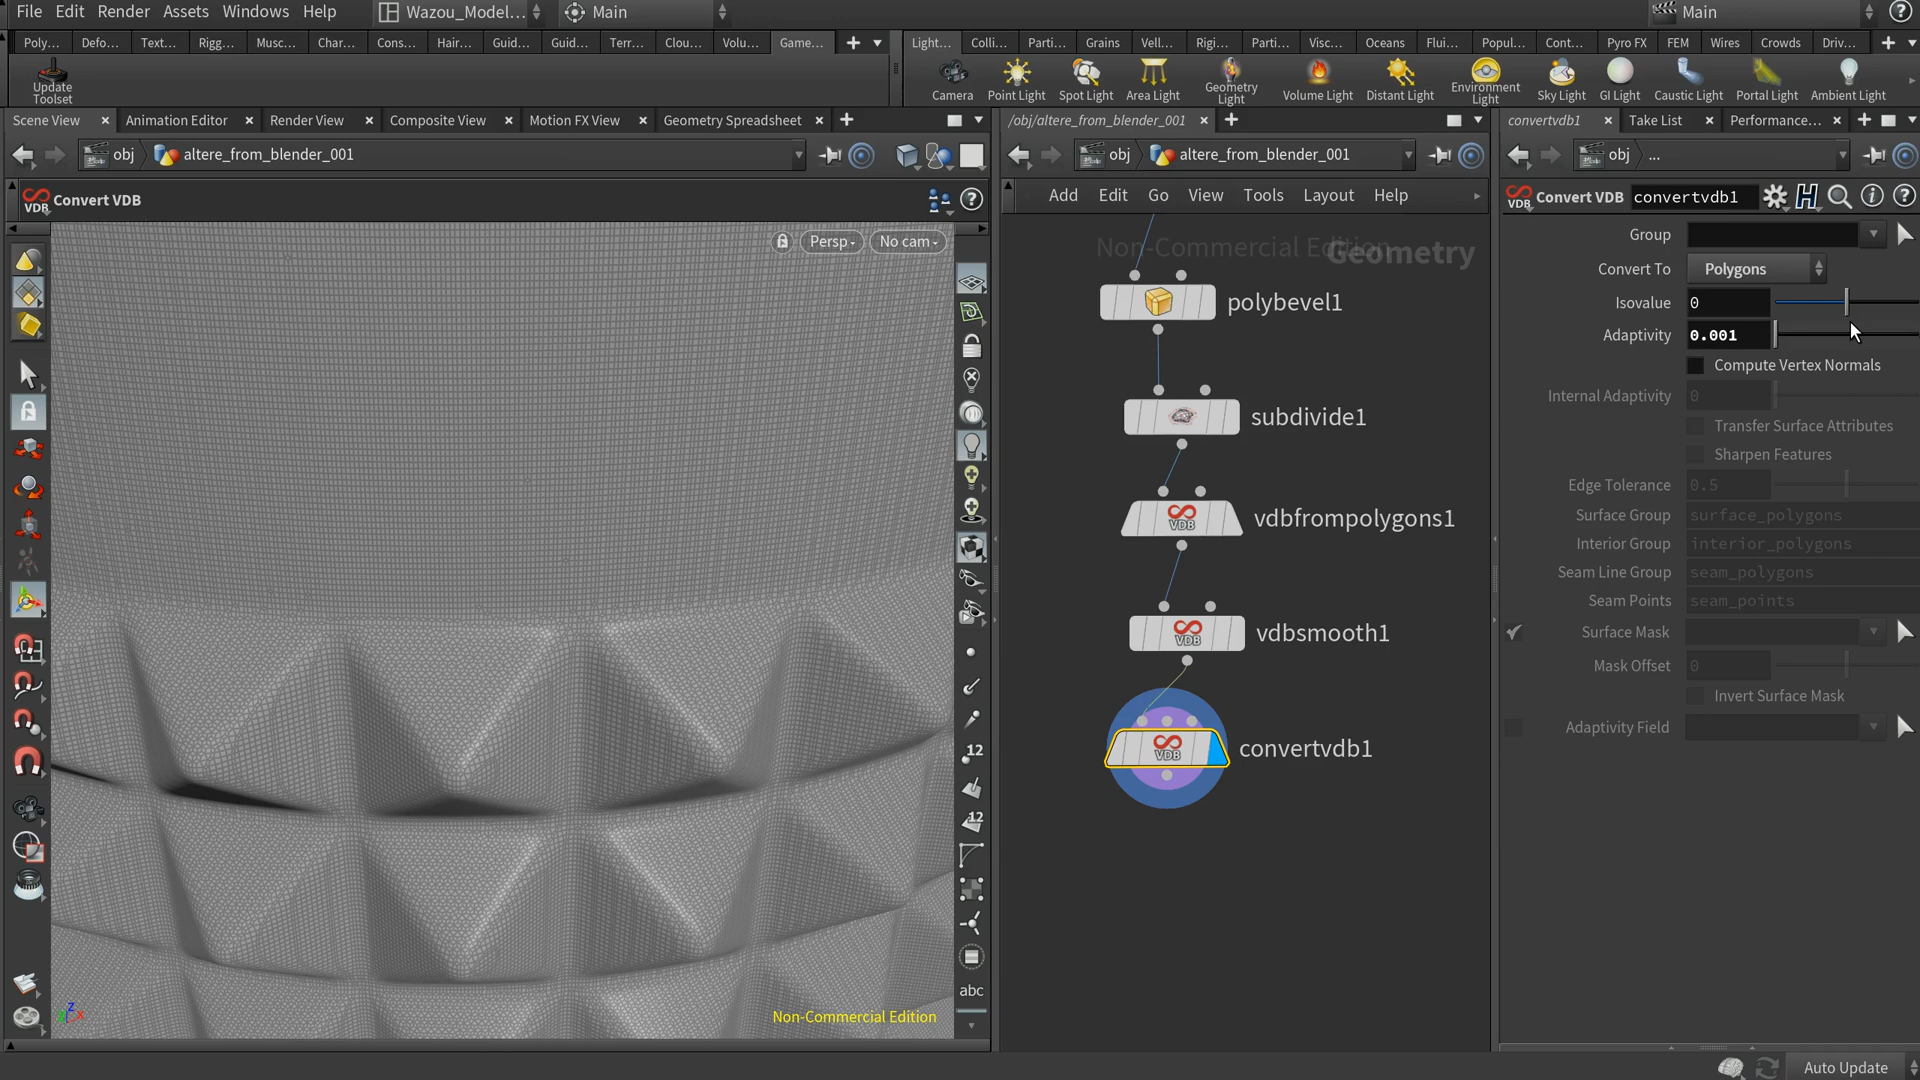 File Edit Render Assets Windows Help Wazou_Model... Main Main
Poly... Defo... Text... Rigg... Musc... Char... Cons... Hair... Guid... Guid... Terr... Clou... Volu... Game... Light... Colli... Parti... Grains Vell... Rigi... Parti... Visc... Oceans Flui... Popul... Cont... Pyro FX FEM Wires Crowds Driv...
Update Toolset
Camera Point Light Spot Light Area Light Geometry Light Volume Light Distant Light Environment Light Sky Light GI Light Caustic Light Portal Light Ambient Light
Scene View Animation Editor Render View Composite View Motion FX View Geometry Spreadsheet
/obj/altere_from_blender_001
convertvdb1 Take List Performance...
obj altere_from_blender_001
obj altere_from_blender_001
obj ...
VDB Convert VDB
Add Edit Go View Tools Layout Help
VDB Convert VDB convertvdb1
Persp No cam
Non-Commercial Edition
Geometry
polybevel1
subdivide1
VDB vdbfrompolygons1
VDB vdbsmooth1
VDB convertvdb1
Group
Convert To Polygons
Isovalue 0
Adaptivity 0.001
Compute Vertex Normals
Internal Adaptivity 0
Transfer Surface Attributes
Sharpen Features
Edge Tolerance 0.5
Surface Group surface_polygons
Interior Group interior_polygons
Seam Line Group seam_polygons
Seam Points seam_points
Surface Mask
Mask Offset 0
Invert Surface Mask
Adaptivity Field
12
12
abc
z
x
Non-Commercial Edition
Auto Update